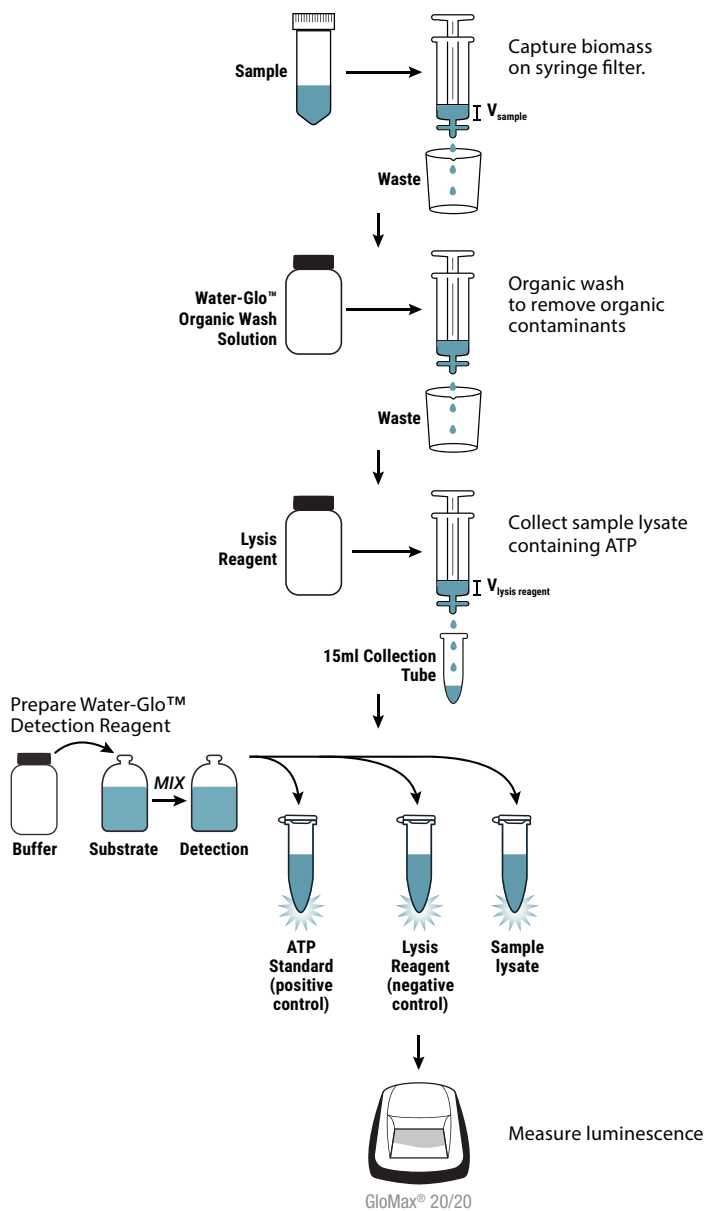 Sample
Capture biomass
on syringe filter.
Vsample
Waste
Water-Glo™
Organic Wash
Solution
Organic wash
to remove organic
contaminants
Waste
Lysis
Reagent
Collect sample lysate
containing ATP
Vlysis reagent
15ml Collection
Tube
Prepare Water-Glo™
Detection Reagent
MIX
Buffer
Substrate
Detection
ATP
Standard
(positive
control)
Lysis
Reagent
(negative
control)
Sample
lysate
Measure luminescence
GloMax® 20/20